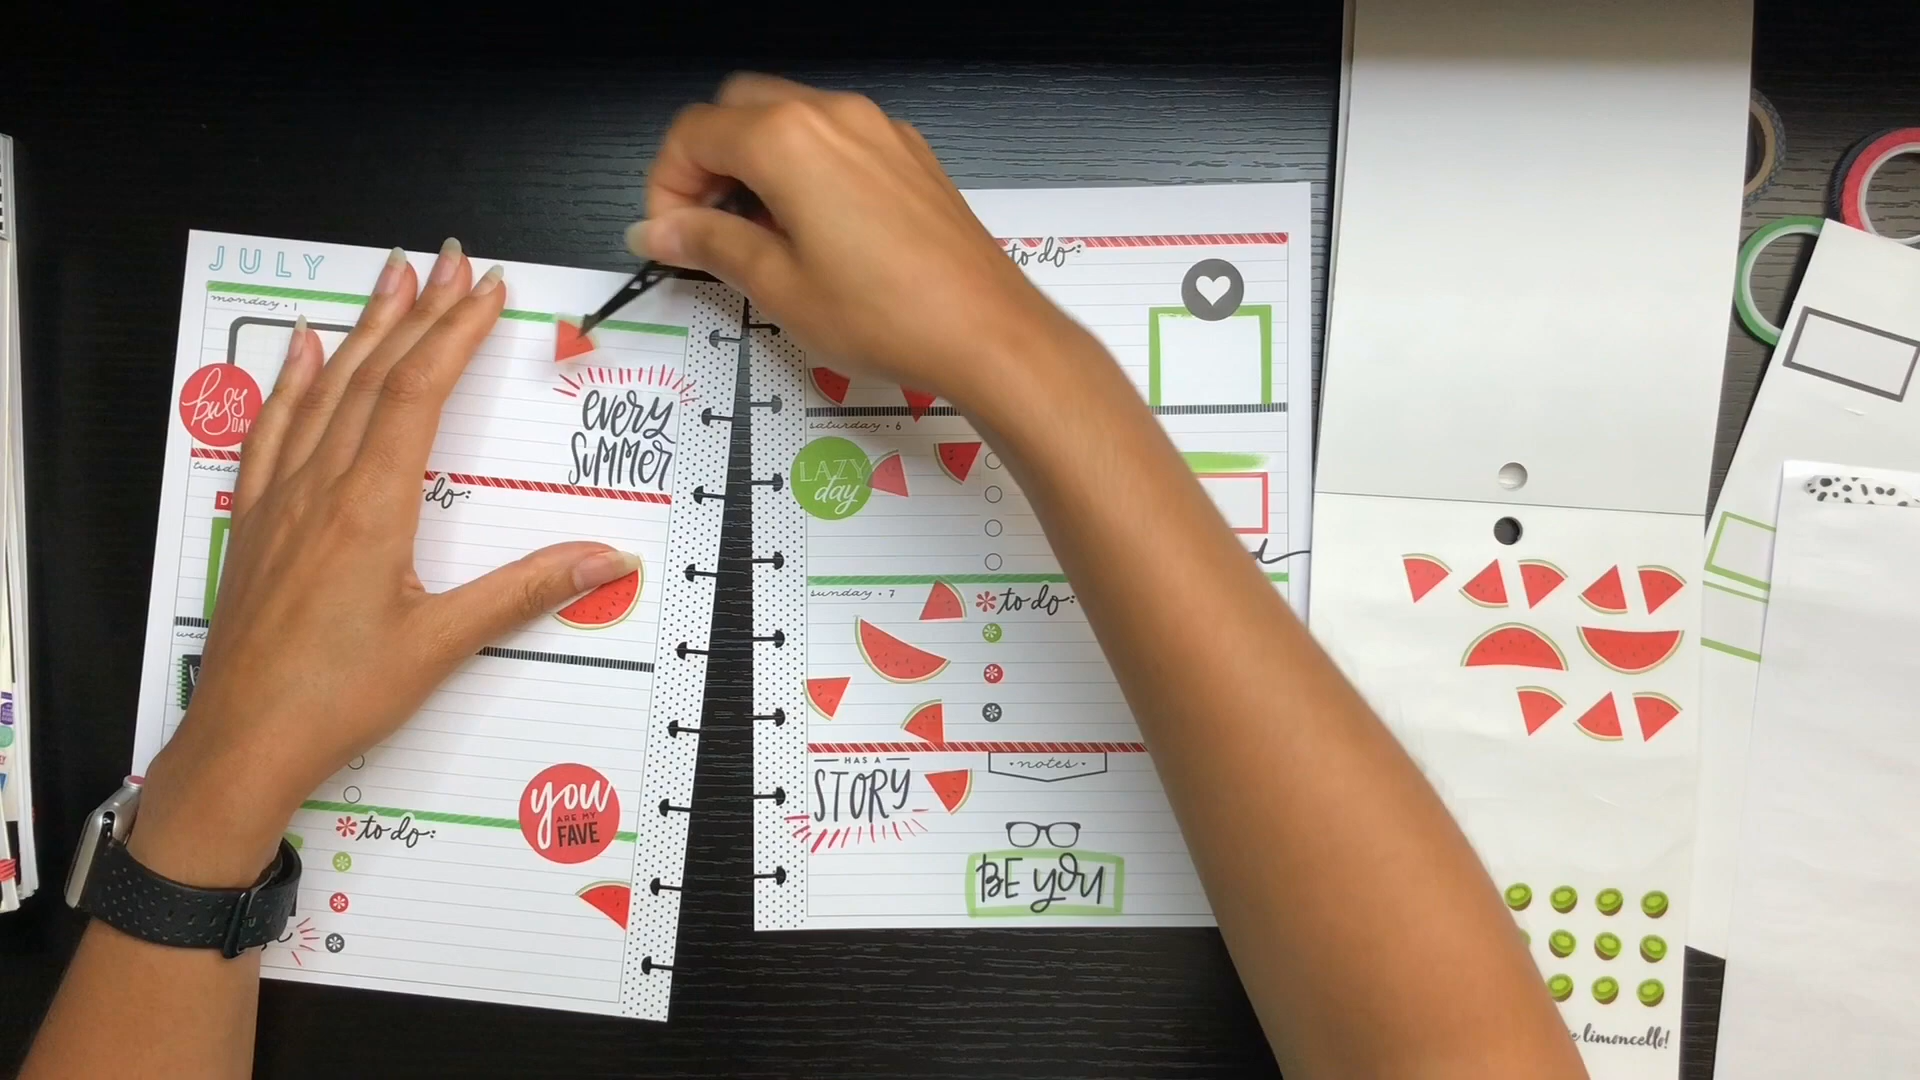 JULY
monday • 1
busy
DAY
every
SUMMER
do:
you
ARE MY
FAVE
to do:
to do:
saturday • 6
LAZY
day
sunday • 7
to do:
HAS A
STORY
• notes •
BE YOU
limoncello!